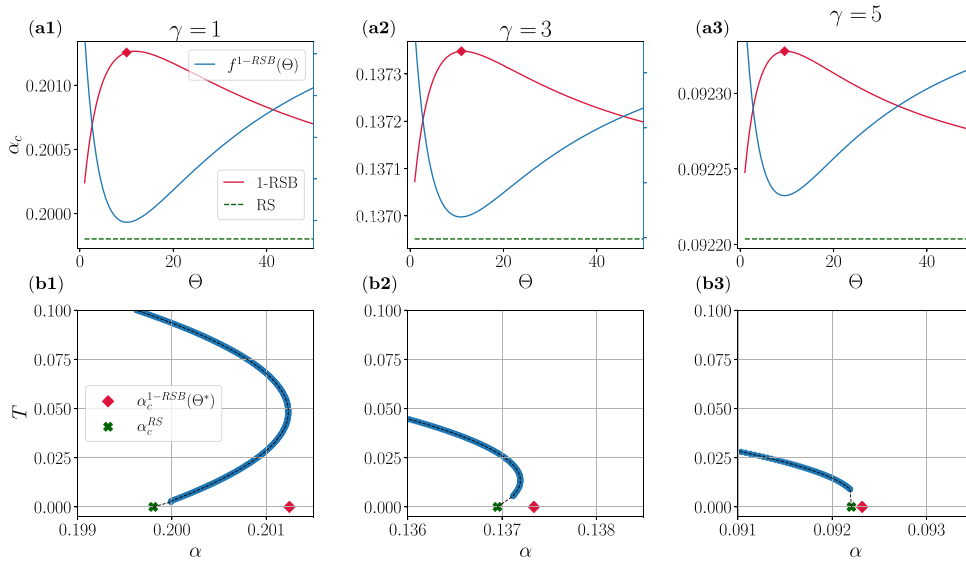 (a1) γ = 1
(a2) γ = 3
(a3) γ = 5
α_c
0.2010
0.2005
0.2000
f^{1−RSB}(Θ)
1-RSB
RS
0 20 40
Θ
0.1373
0.1372
0.1371
0.1370
0 20 40
Θ
0.09230
0.09225
0.09220
0 20 40
Θ
(b1)
(b2)
(b3)
T
0.100
0.075
0.050
0.025
0.000
α_c^{1−RSB}(Θ*)
α_c^{RS}
0.199 0.200 0.201
α
0.100
0.075
0.050
0.025
0.000
0.136 0.137 0.138
α
0.100
0.075
0.050
0.025
0.000
0.091 0.092 0.093
α